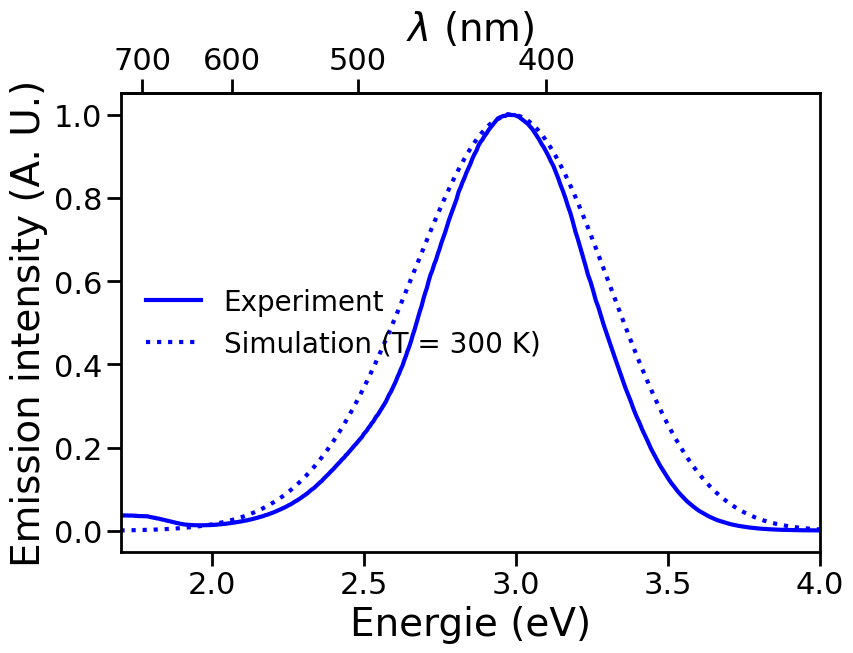 λ (nm)
700 600 500 400
Emission intensity (A. U.)
1.0
0.8
0.6
0.4
0.2
0.0
Experiment
Simulation (T = 300 K)
2.0 2.5 3.0 3.5 4.0
Energie (eV)